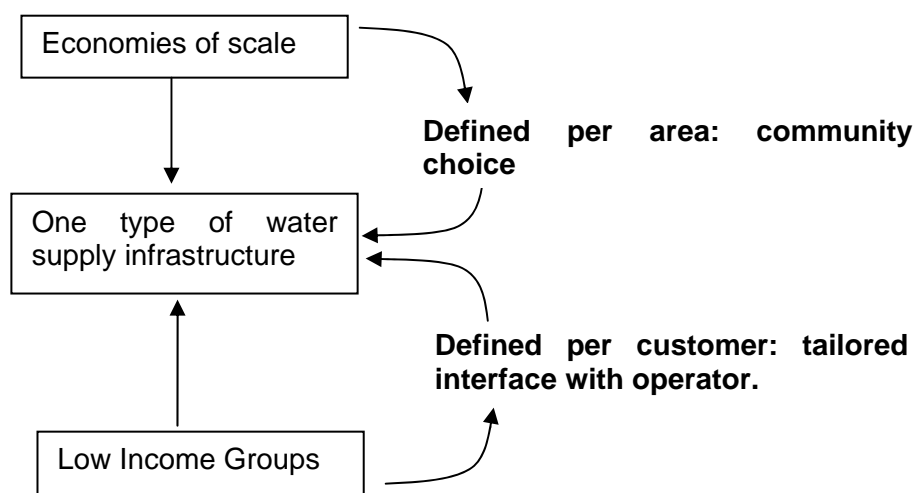 Economies of scale
Defined per area: community
choice
One type of water
supply infrastructure
Defined per customer: tailored
interface with operator.
Low Income Groups